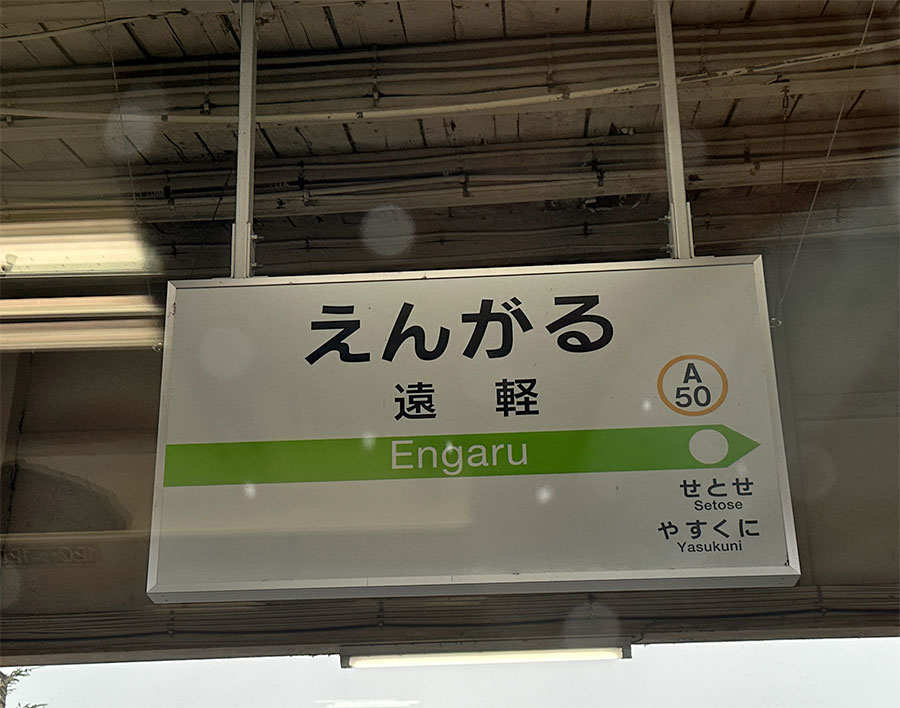 えんがる
遠軽
A
50
Engaru
せとせ
Setose
やすくに
Yasukuni